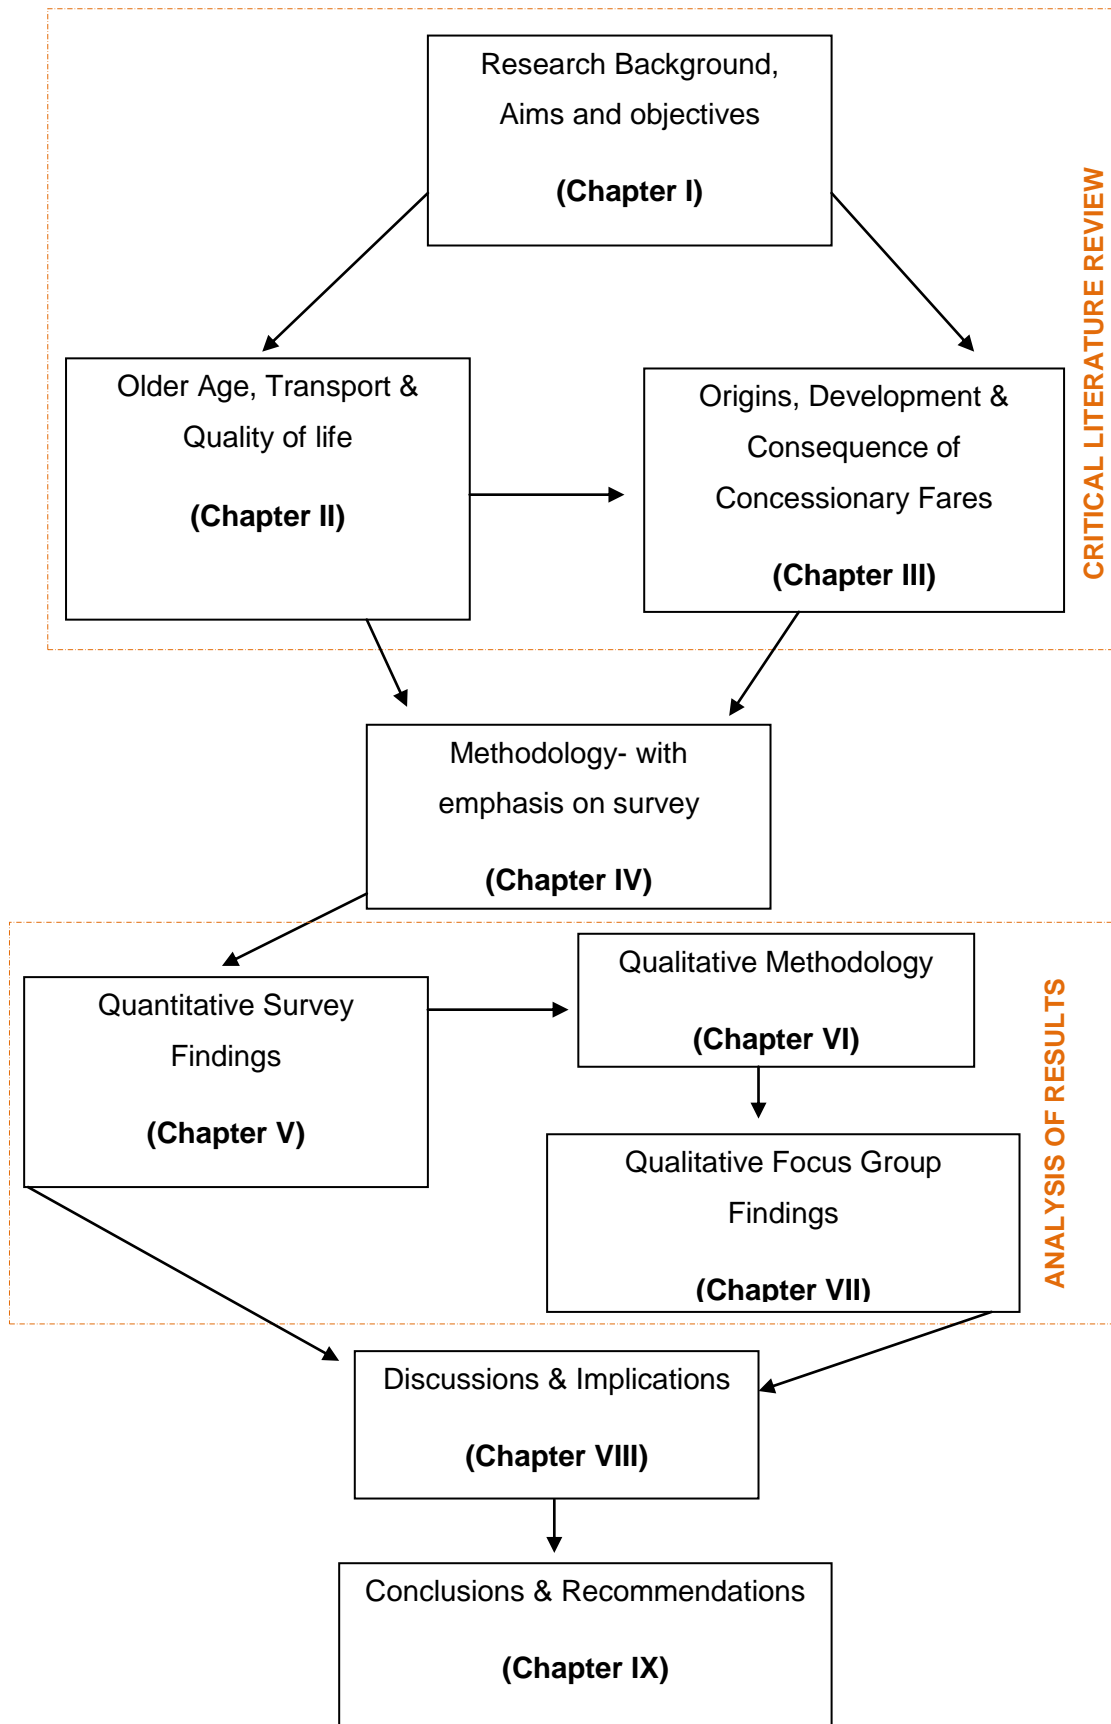 Research Background,
Aims and objectives
(Chapter I)
CRITICAL LITERATURE REVIEW
Older Age, Transport &
Quality of life
(Chapter II)
Origins, Development &
Consequence of
Concessionary Fares
(Chapter III)
Methodology- with
emphasis on survey
(Chapter IV)
Quantitative Survey
Findings
(Chapter V)
Qualitative Methodology
(Chapter VI)
ANALYSIS OF RESULTS
Qualitative Focus Group
Findings
(Chapter VII)
Discussions & Implications
(Chapter VIII)
Conclusions & Recommendations
(Chapter IX)